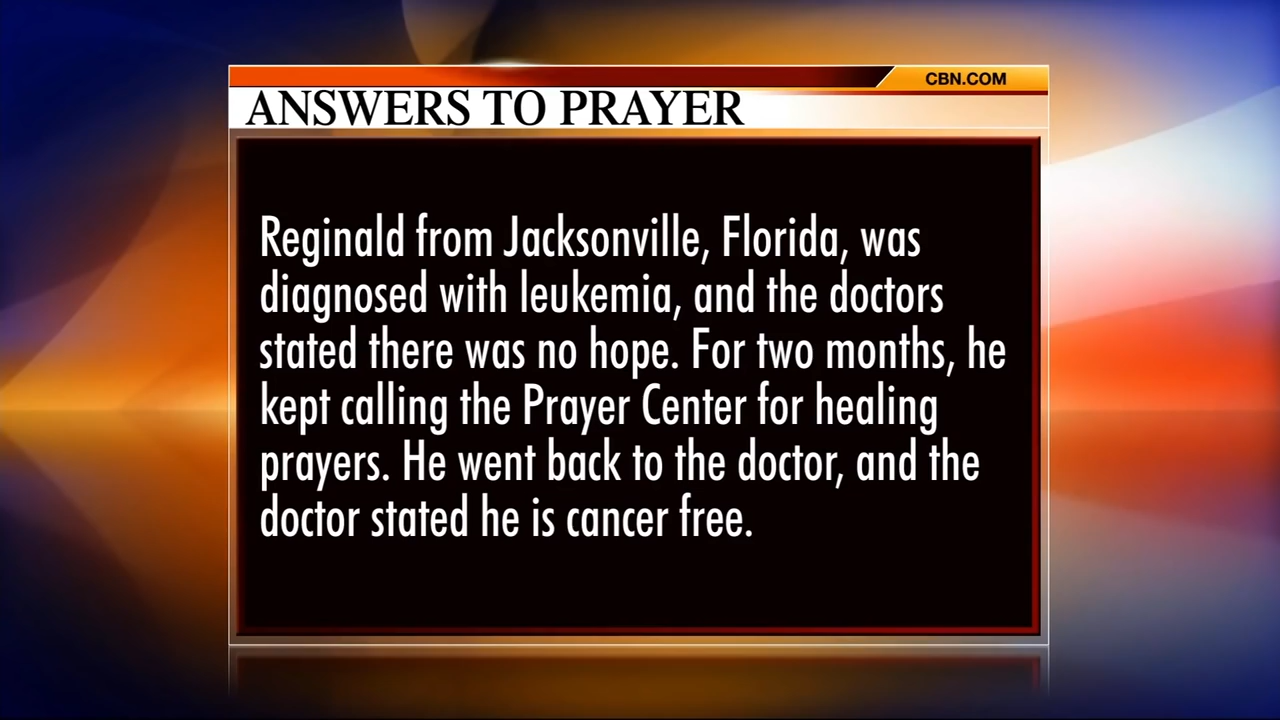 CBN.COM
ANSWERS TO PRAYER
Reginald from Jacksonville, Florida, was
diagnosed with leukemia, and the doctors
stated there was no hope. For two months, he
kept calling the Prayer Center for healing
prayers. He went back to the doctor, and the
doctor stated he is cancer free.